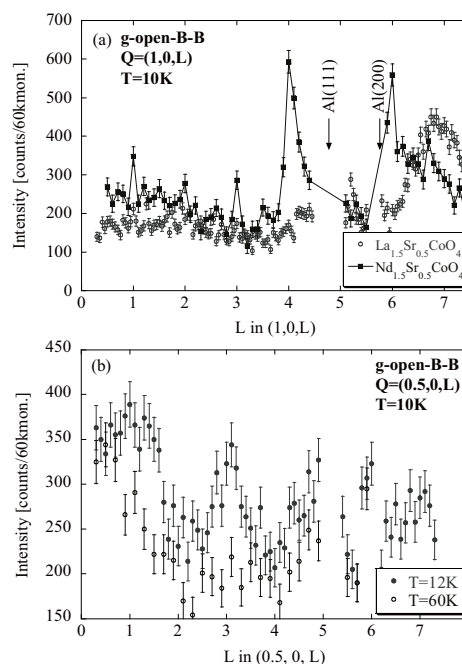 700
(a)
g-open-B-B
Q=(1,0,L)
T=10K
600
500
400
300
200
100
0
Intensity [counts/60kmon.]
Al(111)
Al(200)
La1.5Sr0.5CoO4
Nd1.5Sr0.5CoO4
0 1 2 3 4 5 6 7
L in (1,0,L)
450
(b)
g-open-B-B
Q=(0.5,0,L)
T=10K
400
350
300
250
200
150
Intensity [counts/60kmon.]
T=12K
T=60K
0 1 2 3 4 5 6 7
L in (0.5, 0, L)